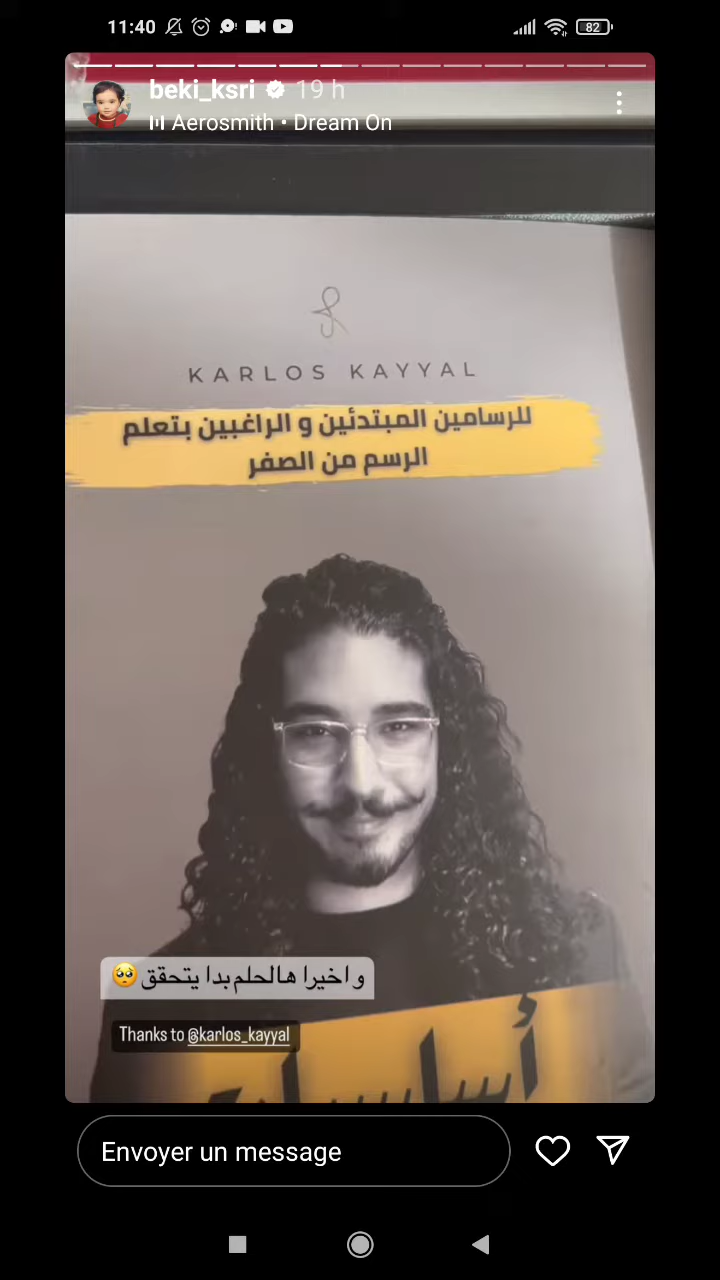 11:40
82
beki_ksri 19 h
Aerosmith • Dream On
KARLOS KAYYAL
للرسامين المبتدئين و الراغبين بتعلم
الرسم من الصفر
و اخيرا هالحلم بدا يتحقق 🥺
Thanks to @karlos_kayyal
Envoyer un message